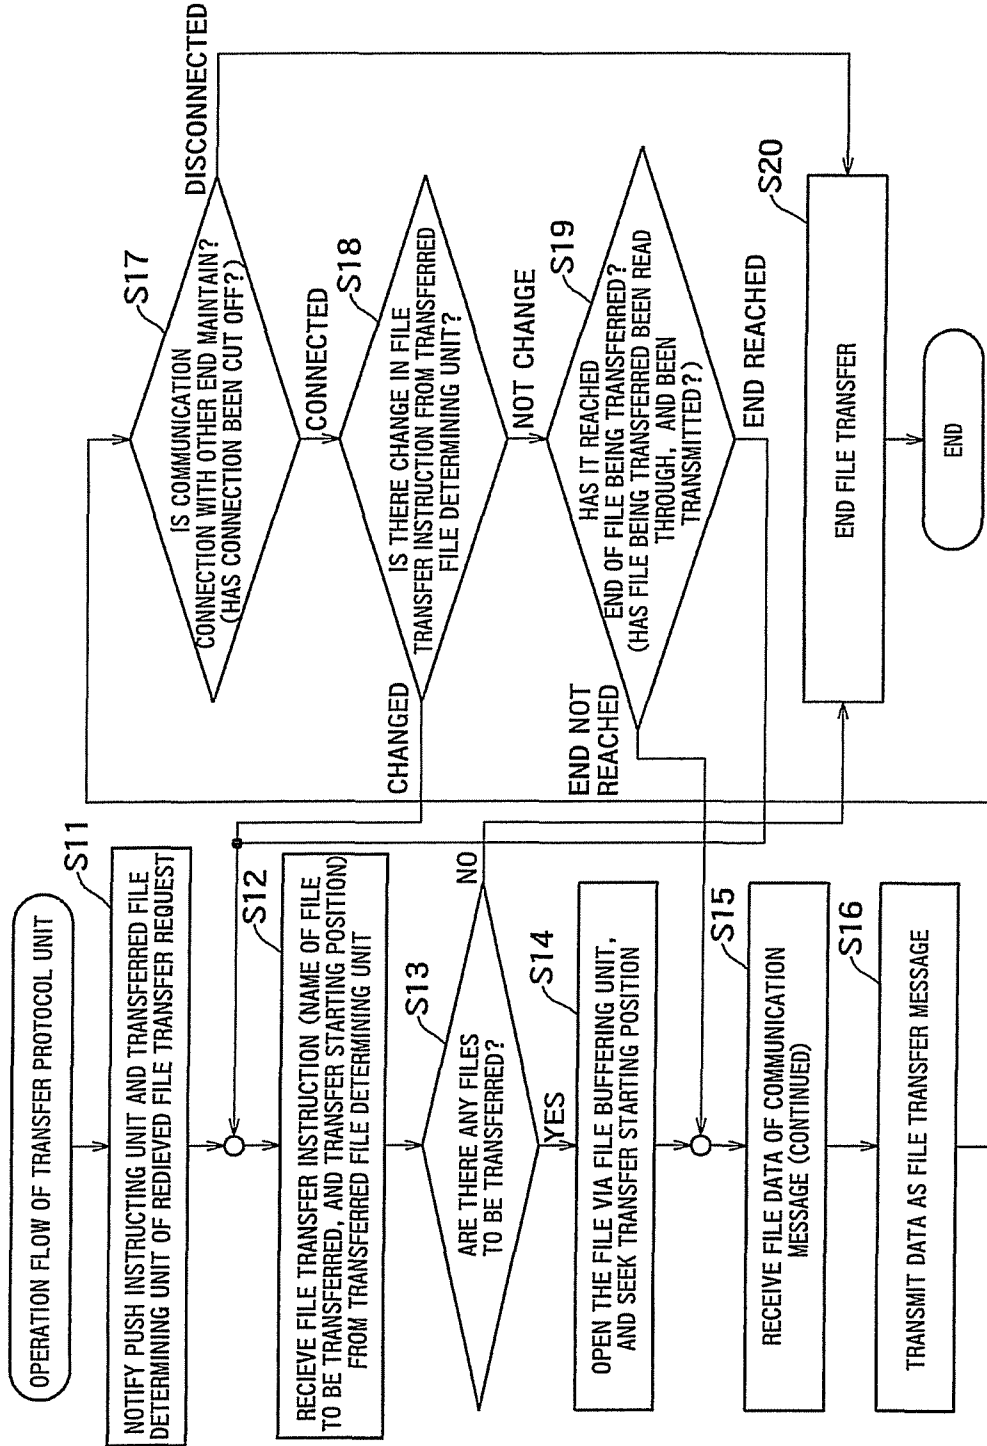 OPERATION FLOW OF TRANSFER PROTOCOL UNIT
S11
NOTIFY PUSH INSTRUCTING UNIT AND TRANSFERRED FILE
DETERMINING UNIT OF REDIEVED FILE TRANSFER REQUEST
S12
RECIEVE FILE TRANSFER INSTRUCTION (NAME OF FILE
TO BE TRANSFERRED, AND TRANSFER STARTING POSITION)
FROM TRANSFERRED FILE DETERMINING UNIT
S13
ARE THERE ANY FILES
TO BE TRANSFERRED?
NO
YES
S14
OPEN THE FILE VIA FILE BUFFERING UNIT,
AND SEEK TRANSFER STARTING POSITION
S15
RECEIVE FILE DATA OF COMMUNICATION
MESSAGE (CONTINUED)
S16
TRANSMIT DATA AS FILE TRANSFER MESSAGE
S17
IS COMMUNICATION
CONNECTION WITH OTHER END MAINTAIN?
(HAS CONNECTION BEEN CUT OFF?)
DISCONNECTED
CONNECTED
S18
IS THERE CHANGE IN FILE
TRANSFER INSTRUCTION FROM TRANSFERRED
FILE DETERMINING UNIT?
CHANGED
NOT CHANGE
S19
HAS IT REACHED
END OF FILE BEING TRANSFERRED?
(HAS FILE BEING TRANSFERRED BEEN READ
THROUGH, AND BEEN
TRANSMITTED?)
END NOT
REACHED
END REACHED
S20
END FILE TRANSFER
END